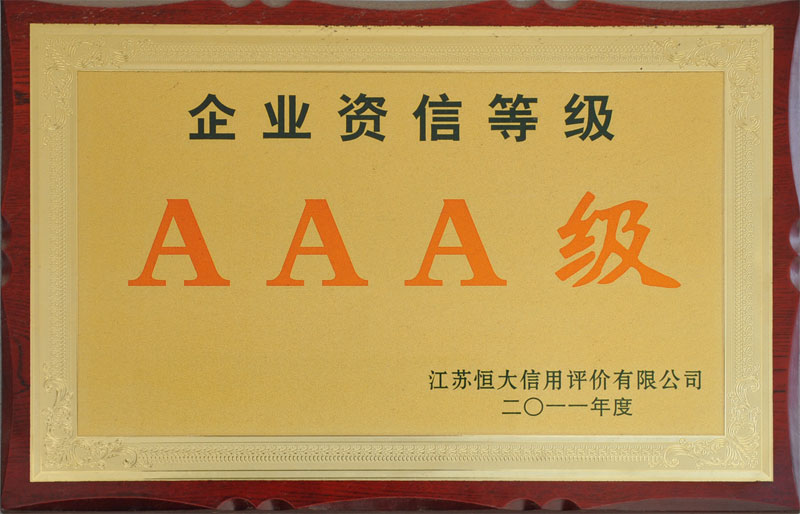 企业资信等级
AAA级
江苏恒大信用评价有限公司
二〇一一年度